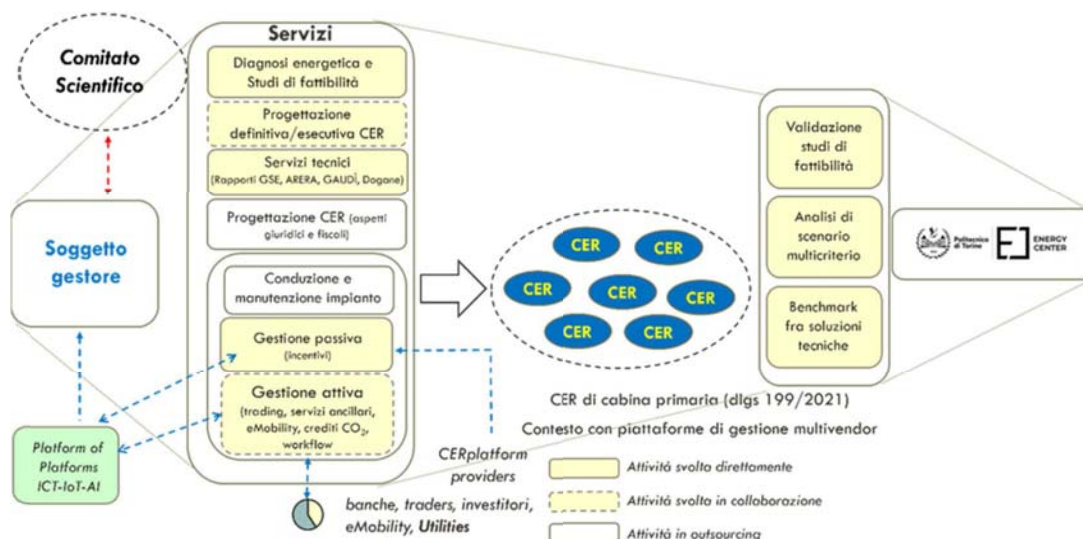 Comitato
Scientifico
Soggetto
gestore
Platform of
Platforms
ICT-IoT-AI
Servizi
Diagnosi energetica e
Studi di fattibilità
Progettazione
definitiva/esecutiva CER
Servizi tecnici
(Rapporti GSE, ARERA, GAUDÌ, Dogane)
Progettazione CER (aspetti
giuridici e fiscoli)
Conduzione e
manutenzione impianto
Gestione passiva
(incentivi)
Gestione attiva
(trading, servizi ancillari,
eMobility, crediti CO2,
workflow
banche, traders, investitori,
eMobility, Utilities
CERplatform
providers
CER
CER
CER
CER
CER
CER
CER
CER di cabina primaria (dlgs 199/2021)
Contesto con piattaforme di gestione multivendor
Attività svolta direttamente
Attività svolta in collaborazione
Attività in outsourcing
Validazione
studi di
fattibilità
Analisi di
scenario
multicriterio
Benchmark
fra soluzioni
tecniche
Politecnico
di Torino
ENERGY
CENTER